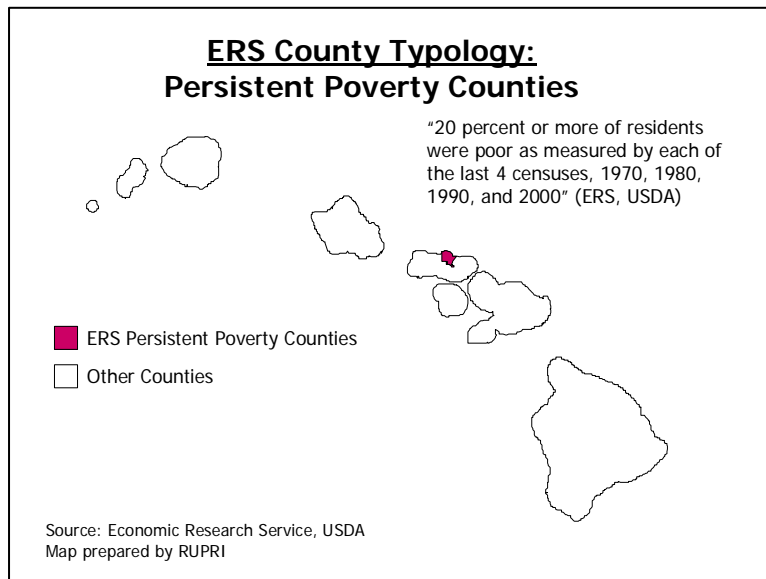 ERS County Typology:
Persistent Poverty Counties
"20 percent or more of residents
were poor as measured by each of
the last 4 censuses, 1970, 1980,
1990, and 2000" (ERS, USDA)
ERS Persistent Poverty Counties
Other Counties
Source: Economic Research Service, USDA
Map prepared by RUPRI